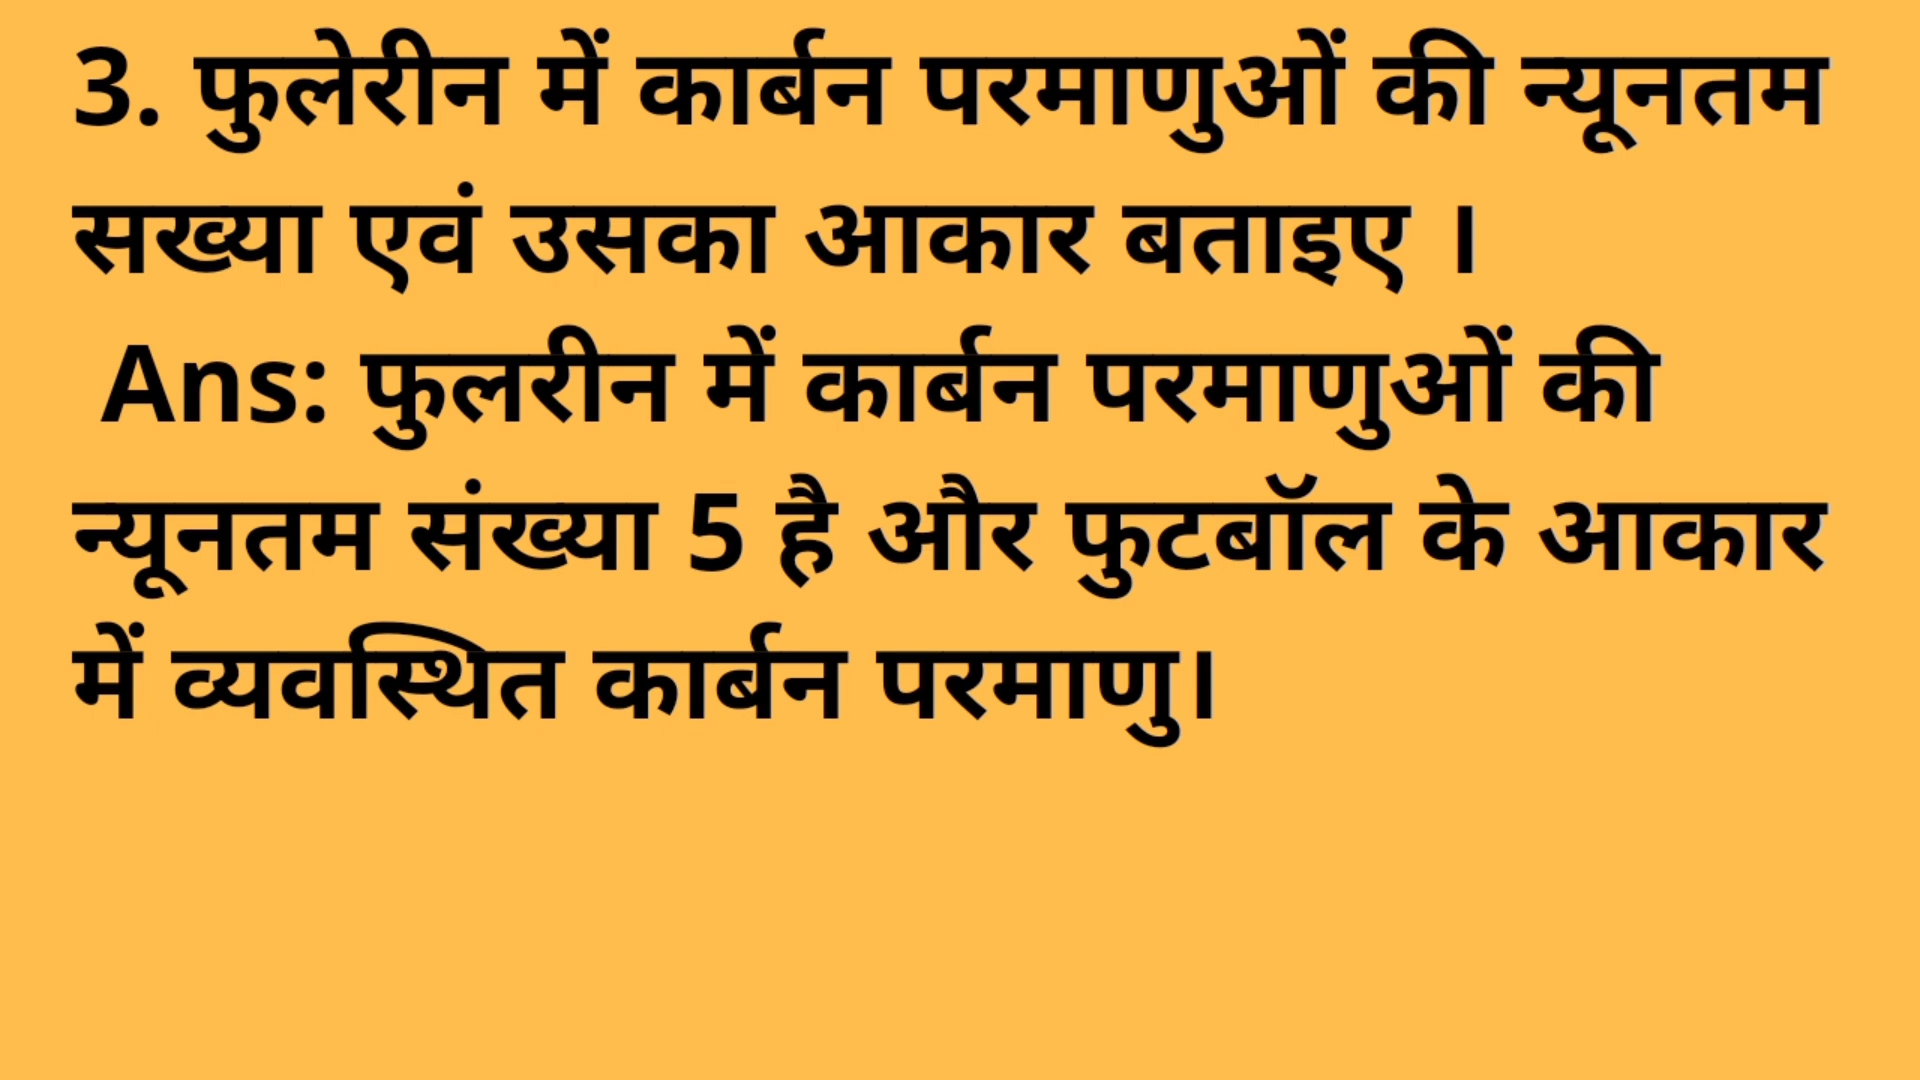 3. फुलेरीन में कार्बन परमाणुओं की न्यूनतम
सख्या एवं उसका आकार बताइए ।
Ans: फुलरीन में कार्बन परमाणुओं की
न्यूनतम संख्या 5 है और फुटबॉल के आकार
में व्यवस्थित कार्बन परमाणु।